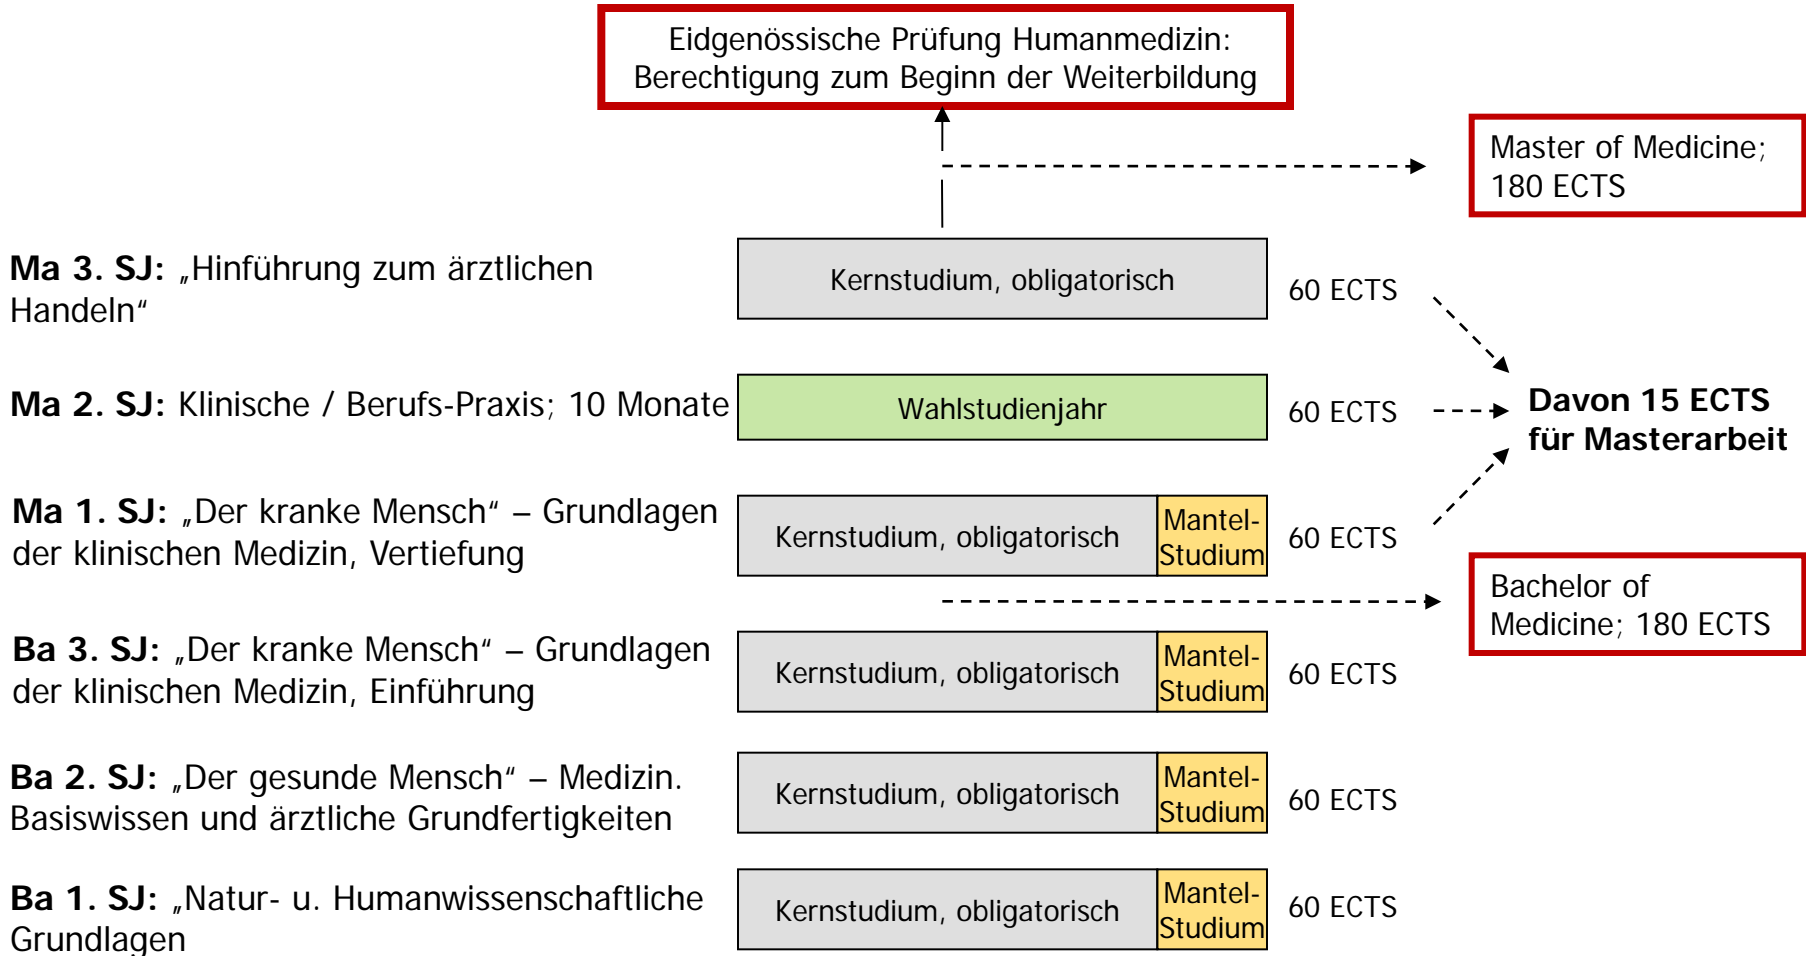 Eidgenössische Prüfung Humanmedizin:
Berechtigung zum Beginn der Weiterbildung
Master of Medicine;
180 ECTS
Ma 3. SJ: „Hinführung zum ärztlichen
Handeln“
Kernstudium, obligatorisch
60 ECTS
Ma 2. SJ: Klinische / Berufs-Praxis; 10 Monate
Wahlstudienjahr
60 ECTS
Davon 15 ECTS
für Masterarbeit
Ma 1. SJ: „Der kranke Mensch“ – Grundlagen
der klinischen Medizin, Vertiefung
Kernstudium, obligatorisch
Mantel-
Studium
60 ECTS
Bachelor of
Medicine; 180 ECTS
Ba 3. SJ: „Der kranke Mensch“ – Grundlagen
der klinischen Medizin, Einführung
Kernstudium, obligatorisch
Mantel-
Studium
60 ECTS
Ba 2. SJ: „Der gesunde Mensch“ – Medizin.
Basiswissen und ärztliche Grundfertigkeiten
Kernstudium, obligatorisch
Mantel-
Studium
60 ECTS
Ba 1. SJ: „Natur- u. Humanwissenschaftliche
Grundlagen
Kernstudium, obligatorisch
Mantel-
Studium
60 ECTS